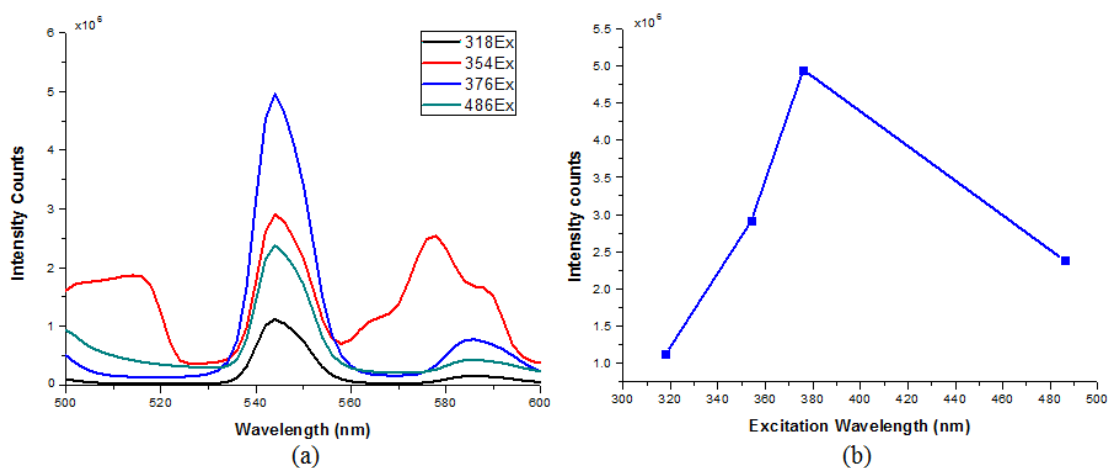 x10⁶
6
5
4
3
2
1
0
Intensity Counts
318Ex
354Ex
376Ex
486Ex
500 520 540 560 580 600
Wavelength (nm)
(a)
x10⁶
5.5
5.0
4.5
4.0
3.5
3.0
2.5
2.0
1.5
1.0
Intensity counts
300 320 340 360 380 400 420 440 460 480 500
Excitation Wavelength (nm)
(b)